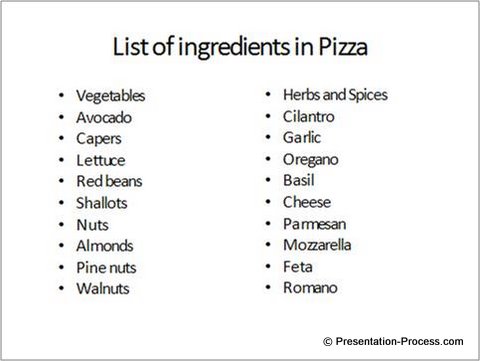 List of ingredients in Pizza
• Vegetables
• Avocado
• Capers
• Lettuce
• Red beans
• Shallots
• Nuts
• Almonds
• Pine nuts
• Walnuts
• Herbs and Spices
• Cilantro
• Garlic
• Oregano
• Basil
• Cheese
• Parmesan
• Mozzarella
• Feta
• Romano
© Presentation-Process.com